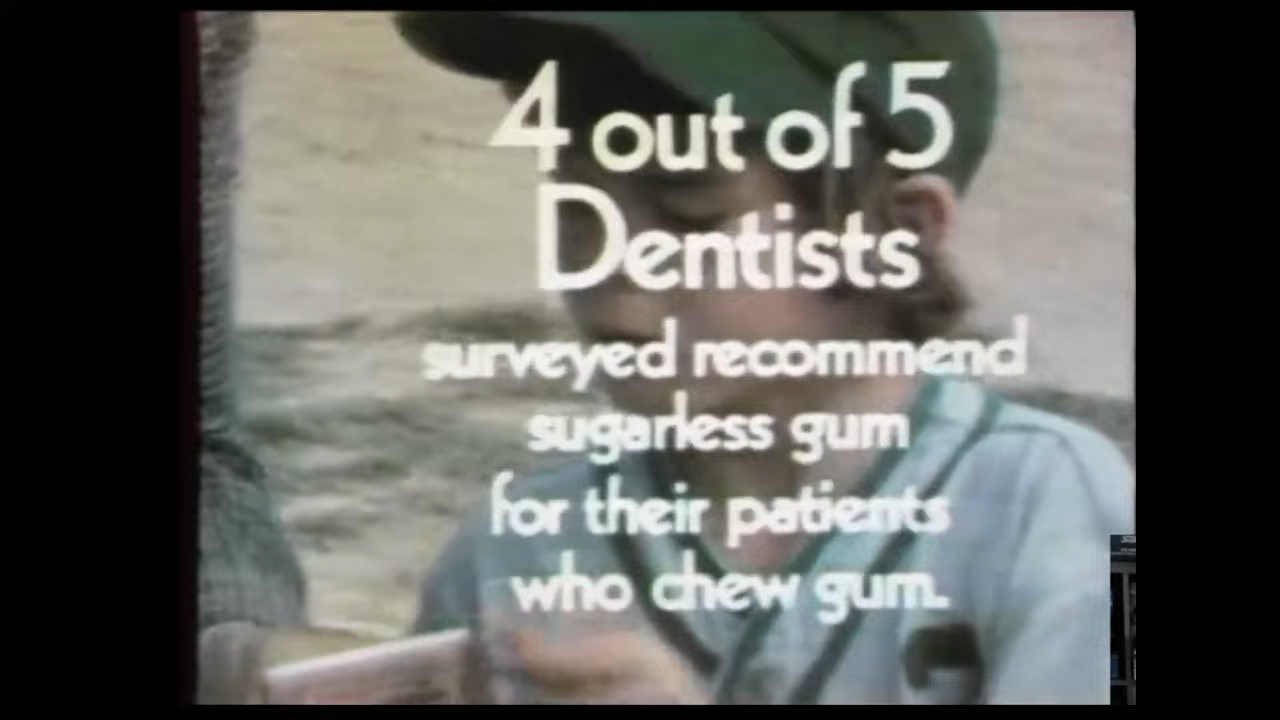 4 out of 5
Dentists
surveyed recommend
sugarless gum
for their patients
who chew gum.